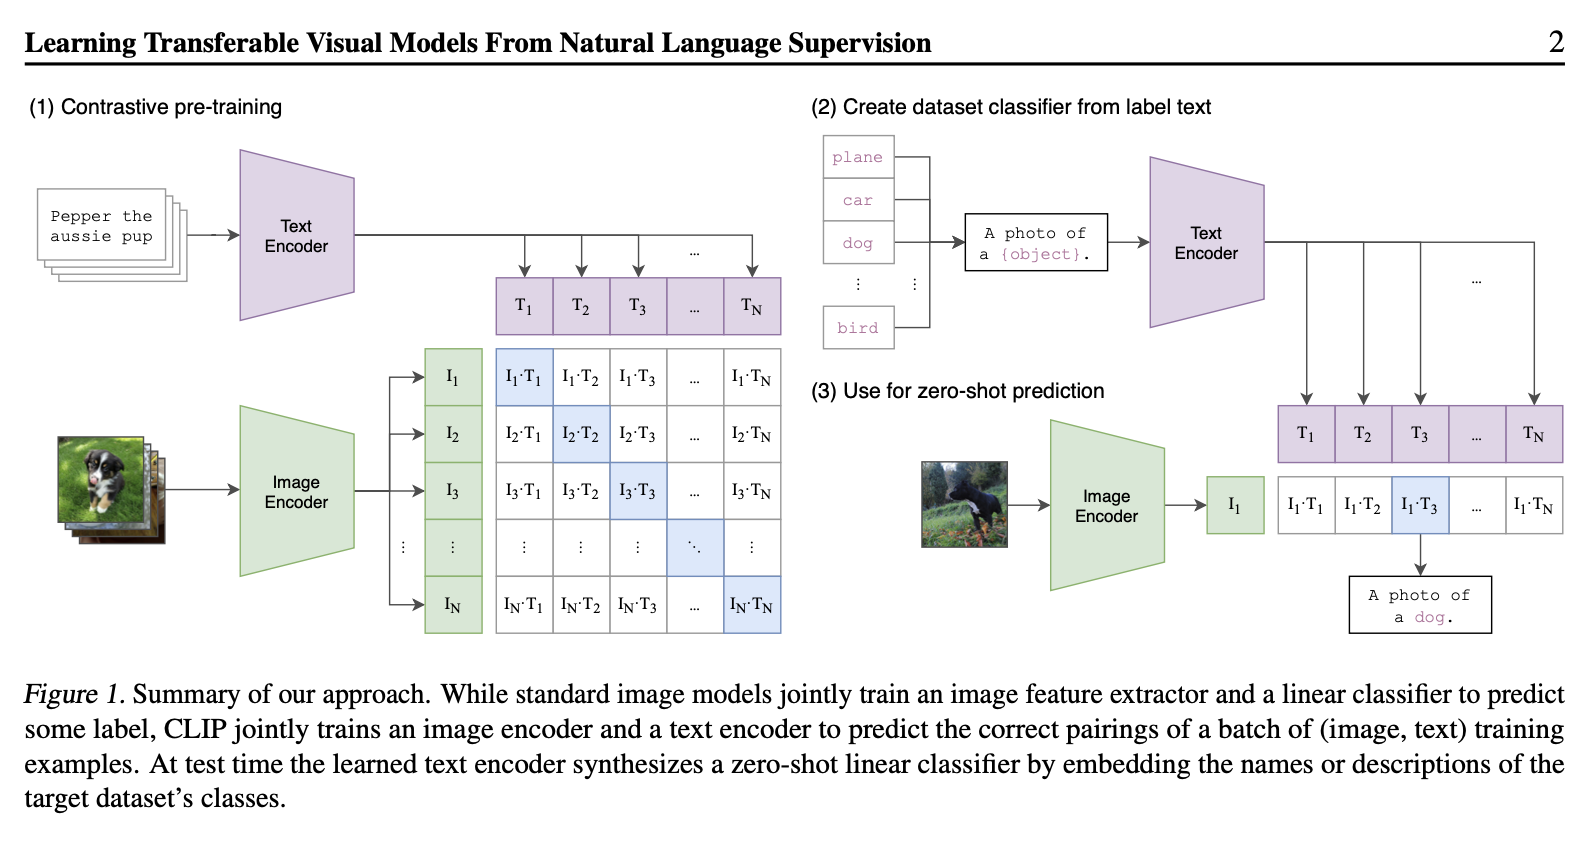 Learning Transferable Visual Models From Natural Language Supervision 2
(1) Contrastive pre-training
Pepper the
aussie pup
Text
Encoder
...
T1 T2 T3 ... TN
Image
Encoder
⋮
I1 I1·T1 I1·T2 I1·T3 ... I1·TN
I2 I2·T1 I2·T2 I2·T3 ... I2·TN
I3 I3·T1 I3·T2 I3·T3 ... I3·TN
⋮ ⋮ ⋮ ⋮ ⋱ ⋮
IN IN·T1 IN·T2 IN·T3 ... IN·TN
(2) Create dataset classifier from label text
plane
car
dog
⋮ ⋮
bird
A photo of
a {object}.
Text
Encoder
...
(3) Use for zero-shot prediction
T1 T2 T3 ... TN
Image
Encoder
I1 I1·T1 I1·T2 I1·T3 ... I1·TN
A photo of
a dog.
Figure 1. Summary of our approach. While standard image models jointly train an image feature extractor and a linear classifier to predict
some label, CLIP jointly trains an image encoder and a text encoder to predict the correct pairings of a batch of (image, text) training
examples. At test time the learned text encoder synthesizes a zero-shot linear classifier by embedding the names or descriptions of the
target dataset's classes.